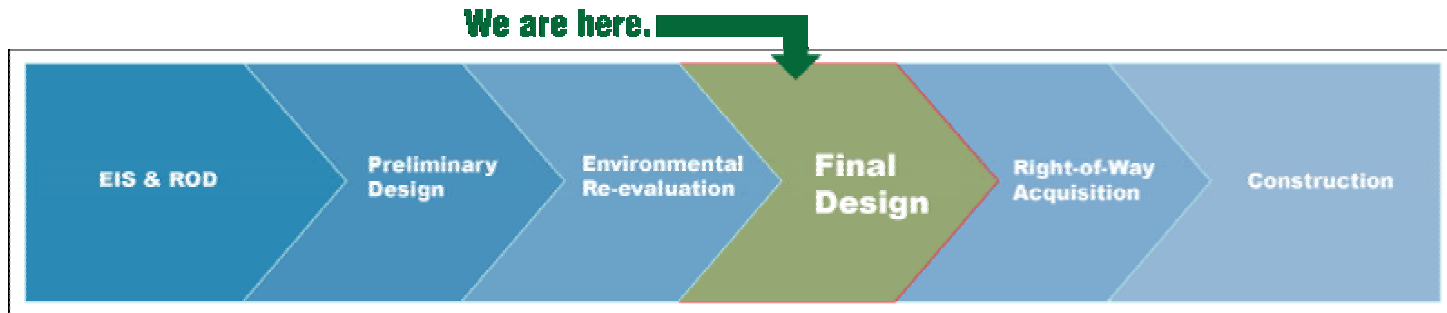 We are here.
EIS & ROD
Preliminary
Design
Environmental
Re-evaluation
Final
Design
Right-of-Way
Acquisition
Construction